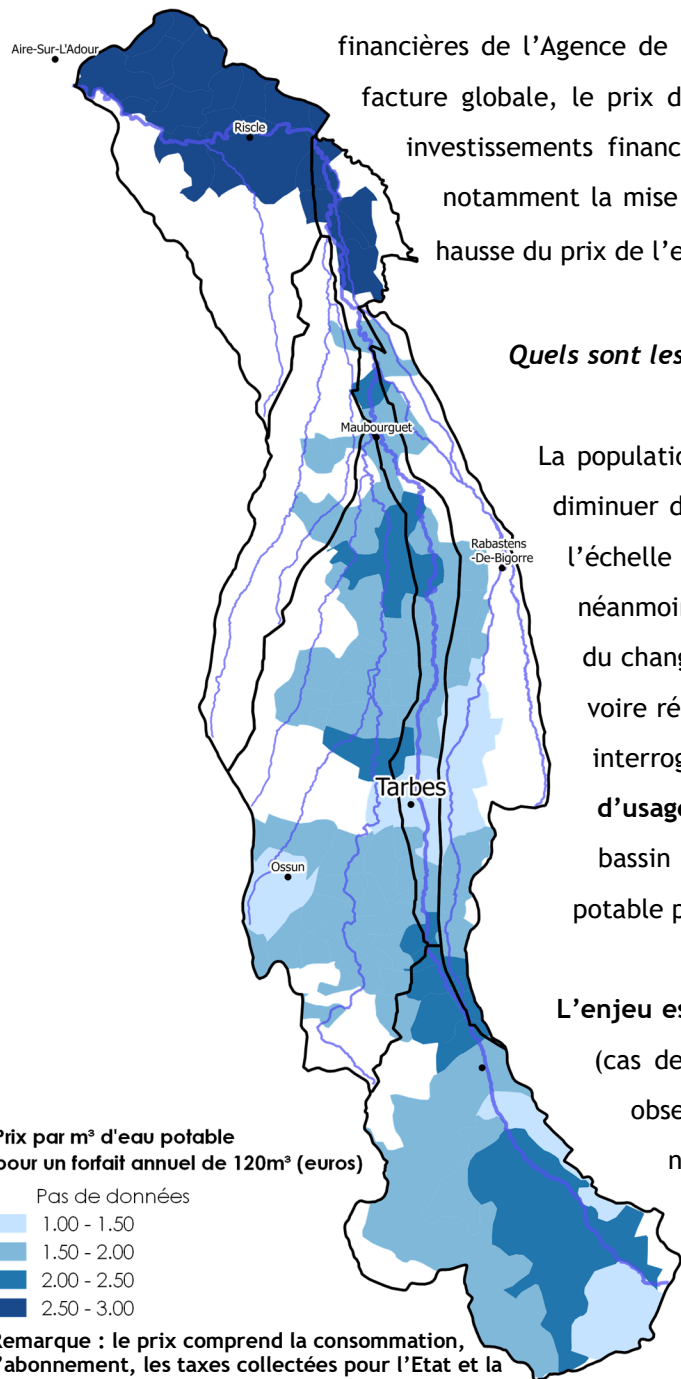 financières de l’Agence de
facture globale, le prix d
investissements financ
notamment la mise
hausse du prix de l’e
Quels sont les
La populatio
diminuer d
l’échelle
néanmoir
du chang
voire ré
interrog
d’usage
bassin
potable p
L’enjeu es
(cas de
obse
n
Aire-Sur-L'Adour
Riscle
Maubourguet
Rabastens
-De-Bigorre
Tarbes
Ossun
Prix par m³ d'eau potable
pour un forfait annuel de 120m³ (euros)
Pas de données
1.00 - 1.50
1.50 - 2.00
2.00 - 2.50
2.50 - 3.00
Remarque : le prix comprend la consommation,
l’abonnement, les taxes collectées pour l’Etat et la